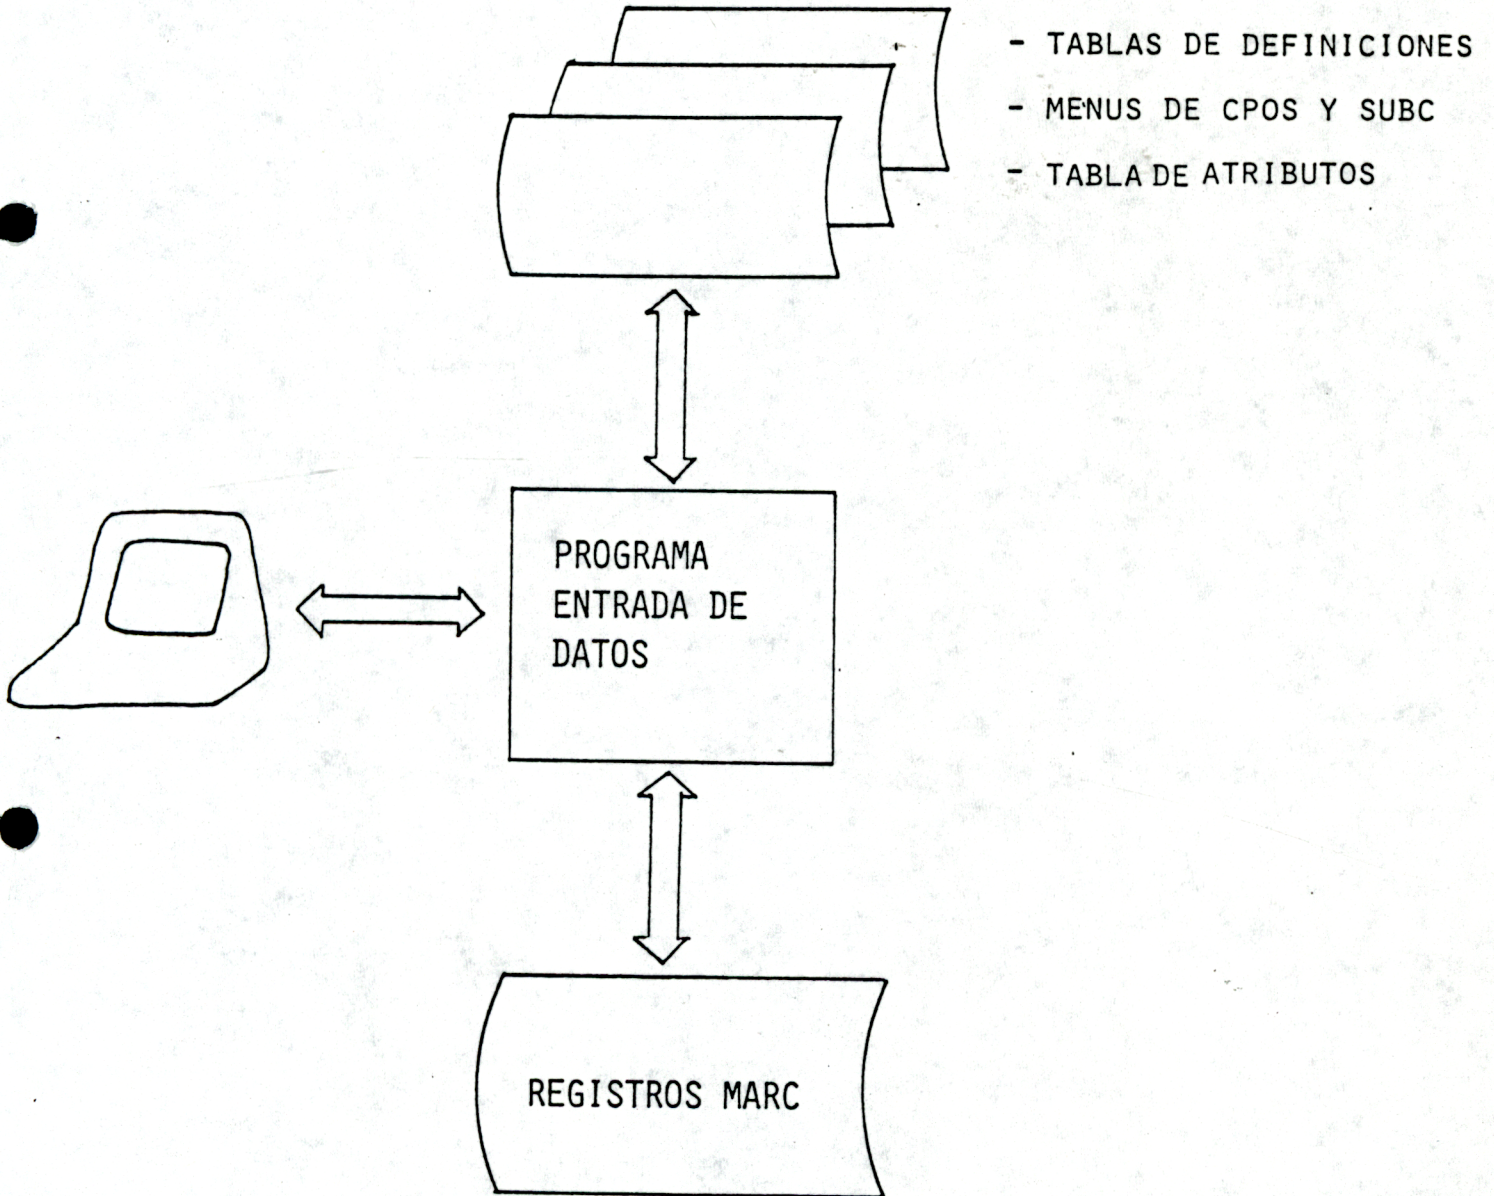 - TABLAS DE DEFINICIONES
- MENUS DE CPOS Y SUBC
- TABLA DE ATRIBUTOS
PROGRAMA
ENTRADA DE
DATOS
REGISTROS MARC